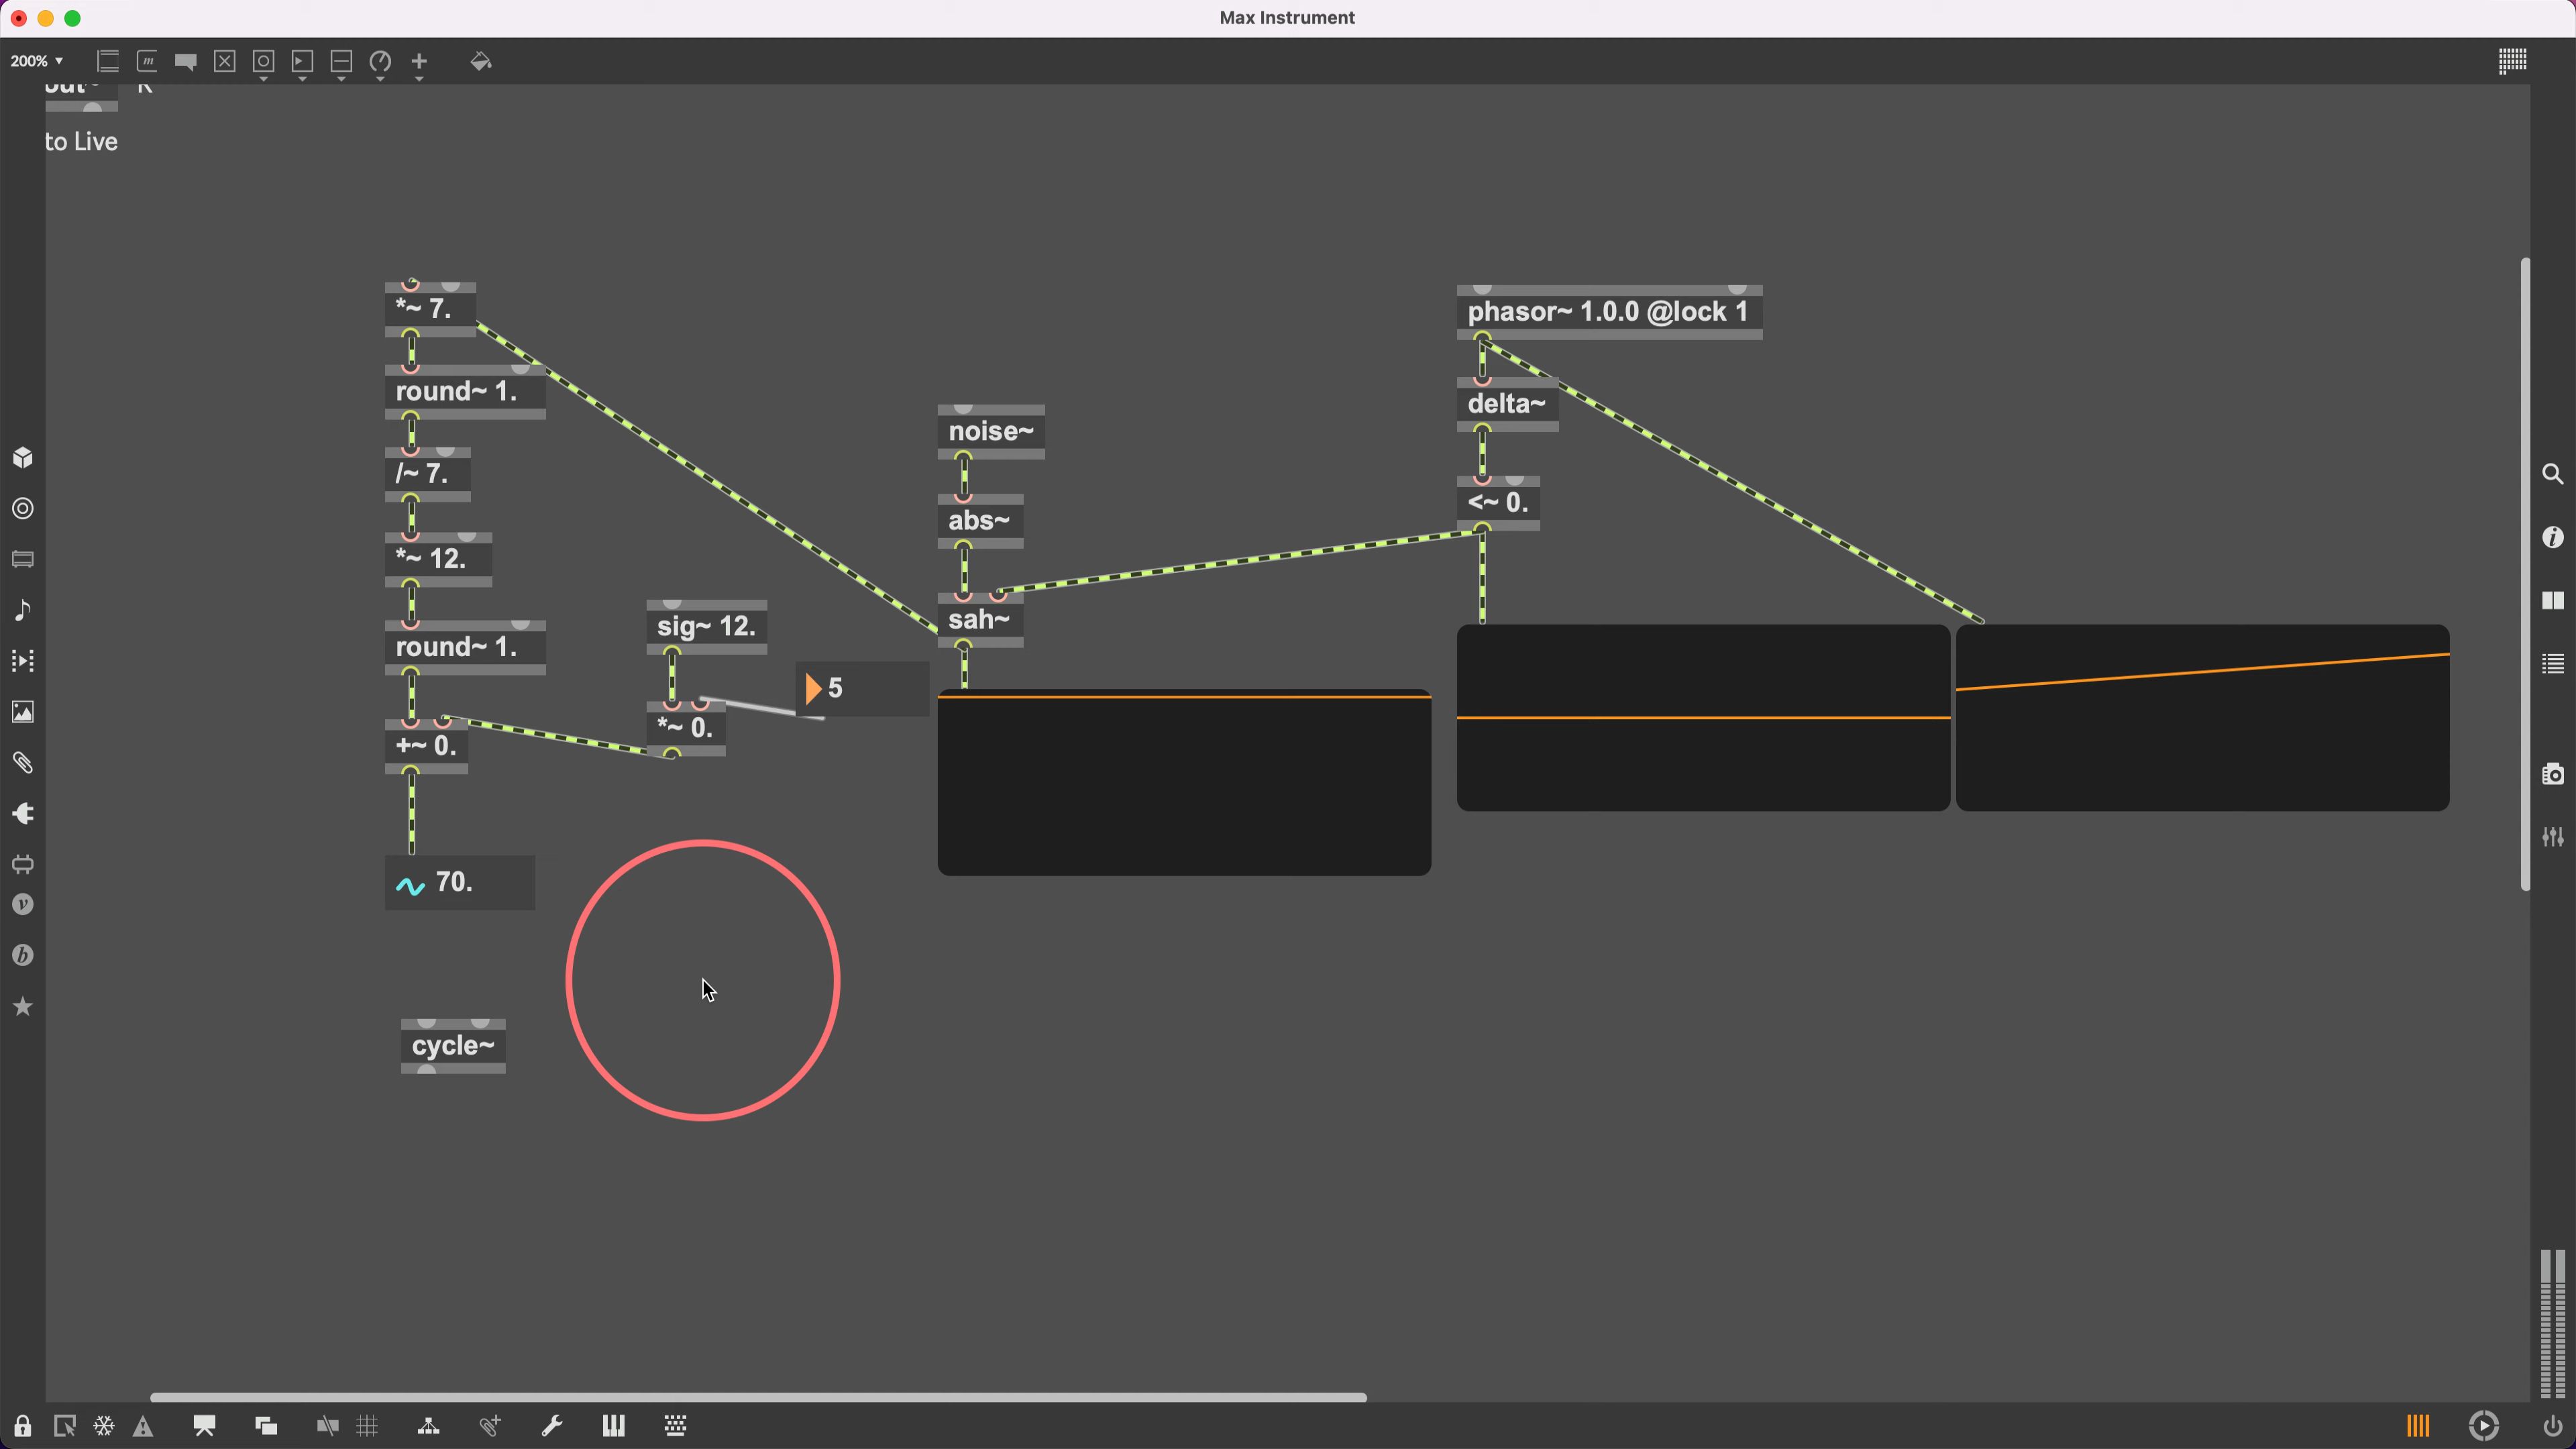 Max Instrument
200%
to Live
*~ 7.
round~ 1.
/~ 7.
*~ 12.
round~ 1.
+~ 0.
70.
cycle~
sig~ 12.
*~ 0.
5
noise~
abs~
sah~
phasor~ 1.0.0 @lock 1
delta~
<~ 0.